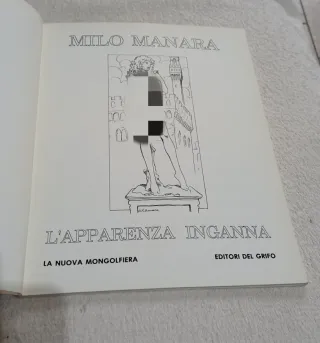 MILO MANARA
L'APPARENZA INGANNA
LA NUOVA MONGOLFIERA
EDITORI DEL GRIFO